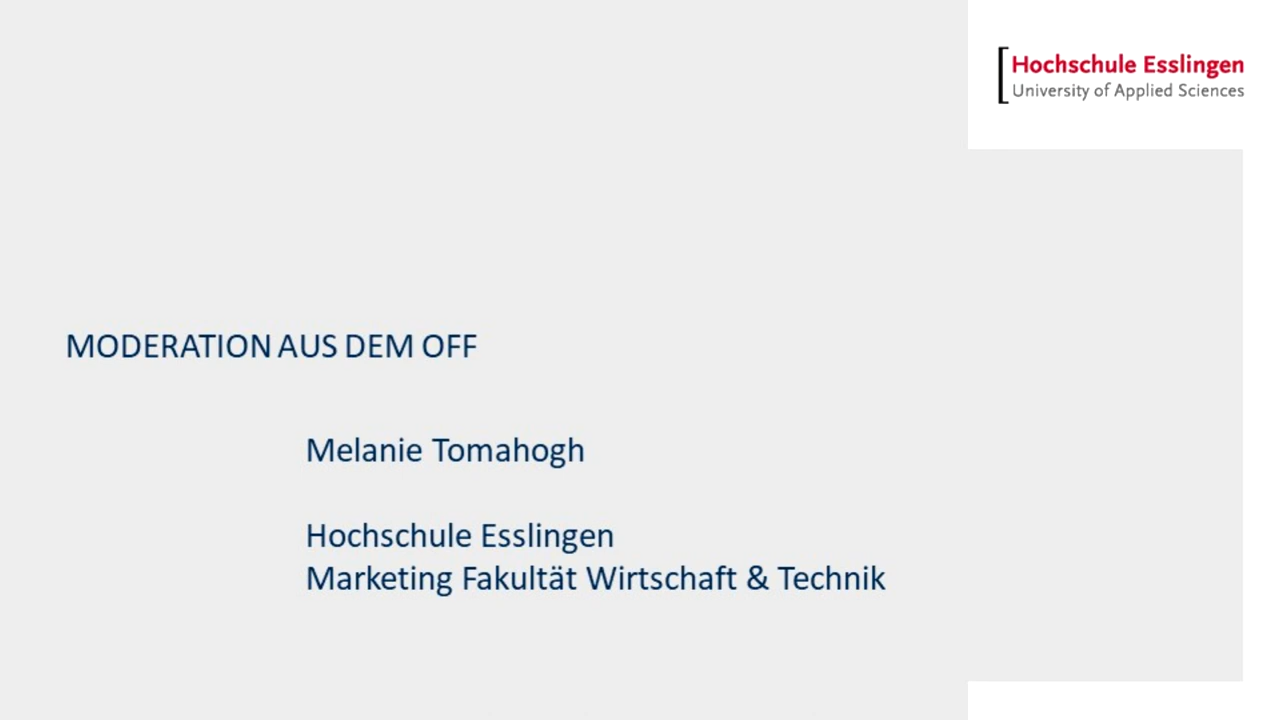 Hochschule Esslingen
University of Applied Sciences
MODERATION AUS DEM OFF
Melanie Tomahogh
Hochschule Esslingen
Marketing Fakultät Wirtschaft & Technik